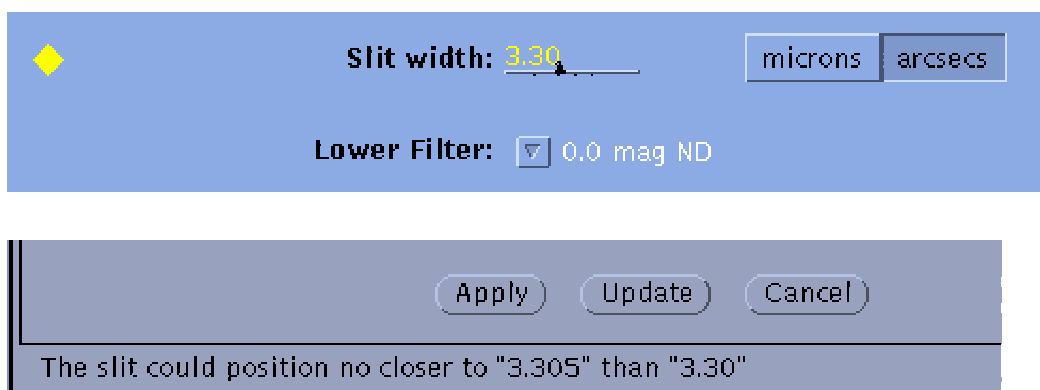 Slit width: 3.30 microns arcsecs
Lower Filter: 0.0 mag ND
Apply Update Cancel
The slit could position no closer to "3.305" than "3.30"